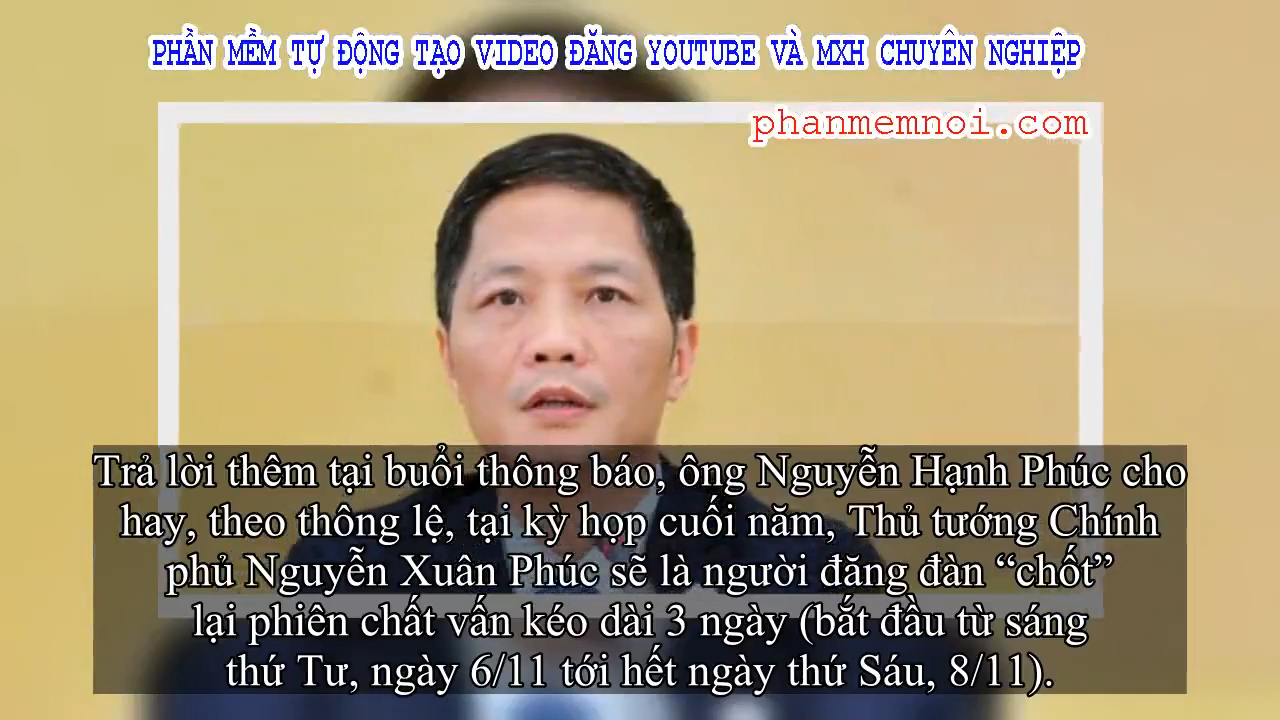 PHẦN MỀM TỰ ĐỘNG TẠO VIDEO ĐĂNG YOUTUBE VÀ MXH CHUYÊN NGHIỆP
phanmemnoi.com
Trả lời thêm tại buổi thông báo, ông Nguyễn Hạnh Phúc cho
hay, theo thông lệ, tại kỳ họp cuối năm, Thủ tướng Chính
phủ Nguyễn Xuân Phúc sẽ là người đăng đàn “chốt”
lại phiên chất vấn kéo dài 3 ngày (bắt đầu từ sáng
thứ Tư, ngày 6/11 tới hết ngày thứ Sáu, 8/11).